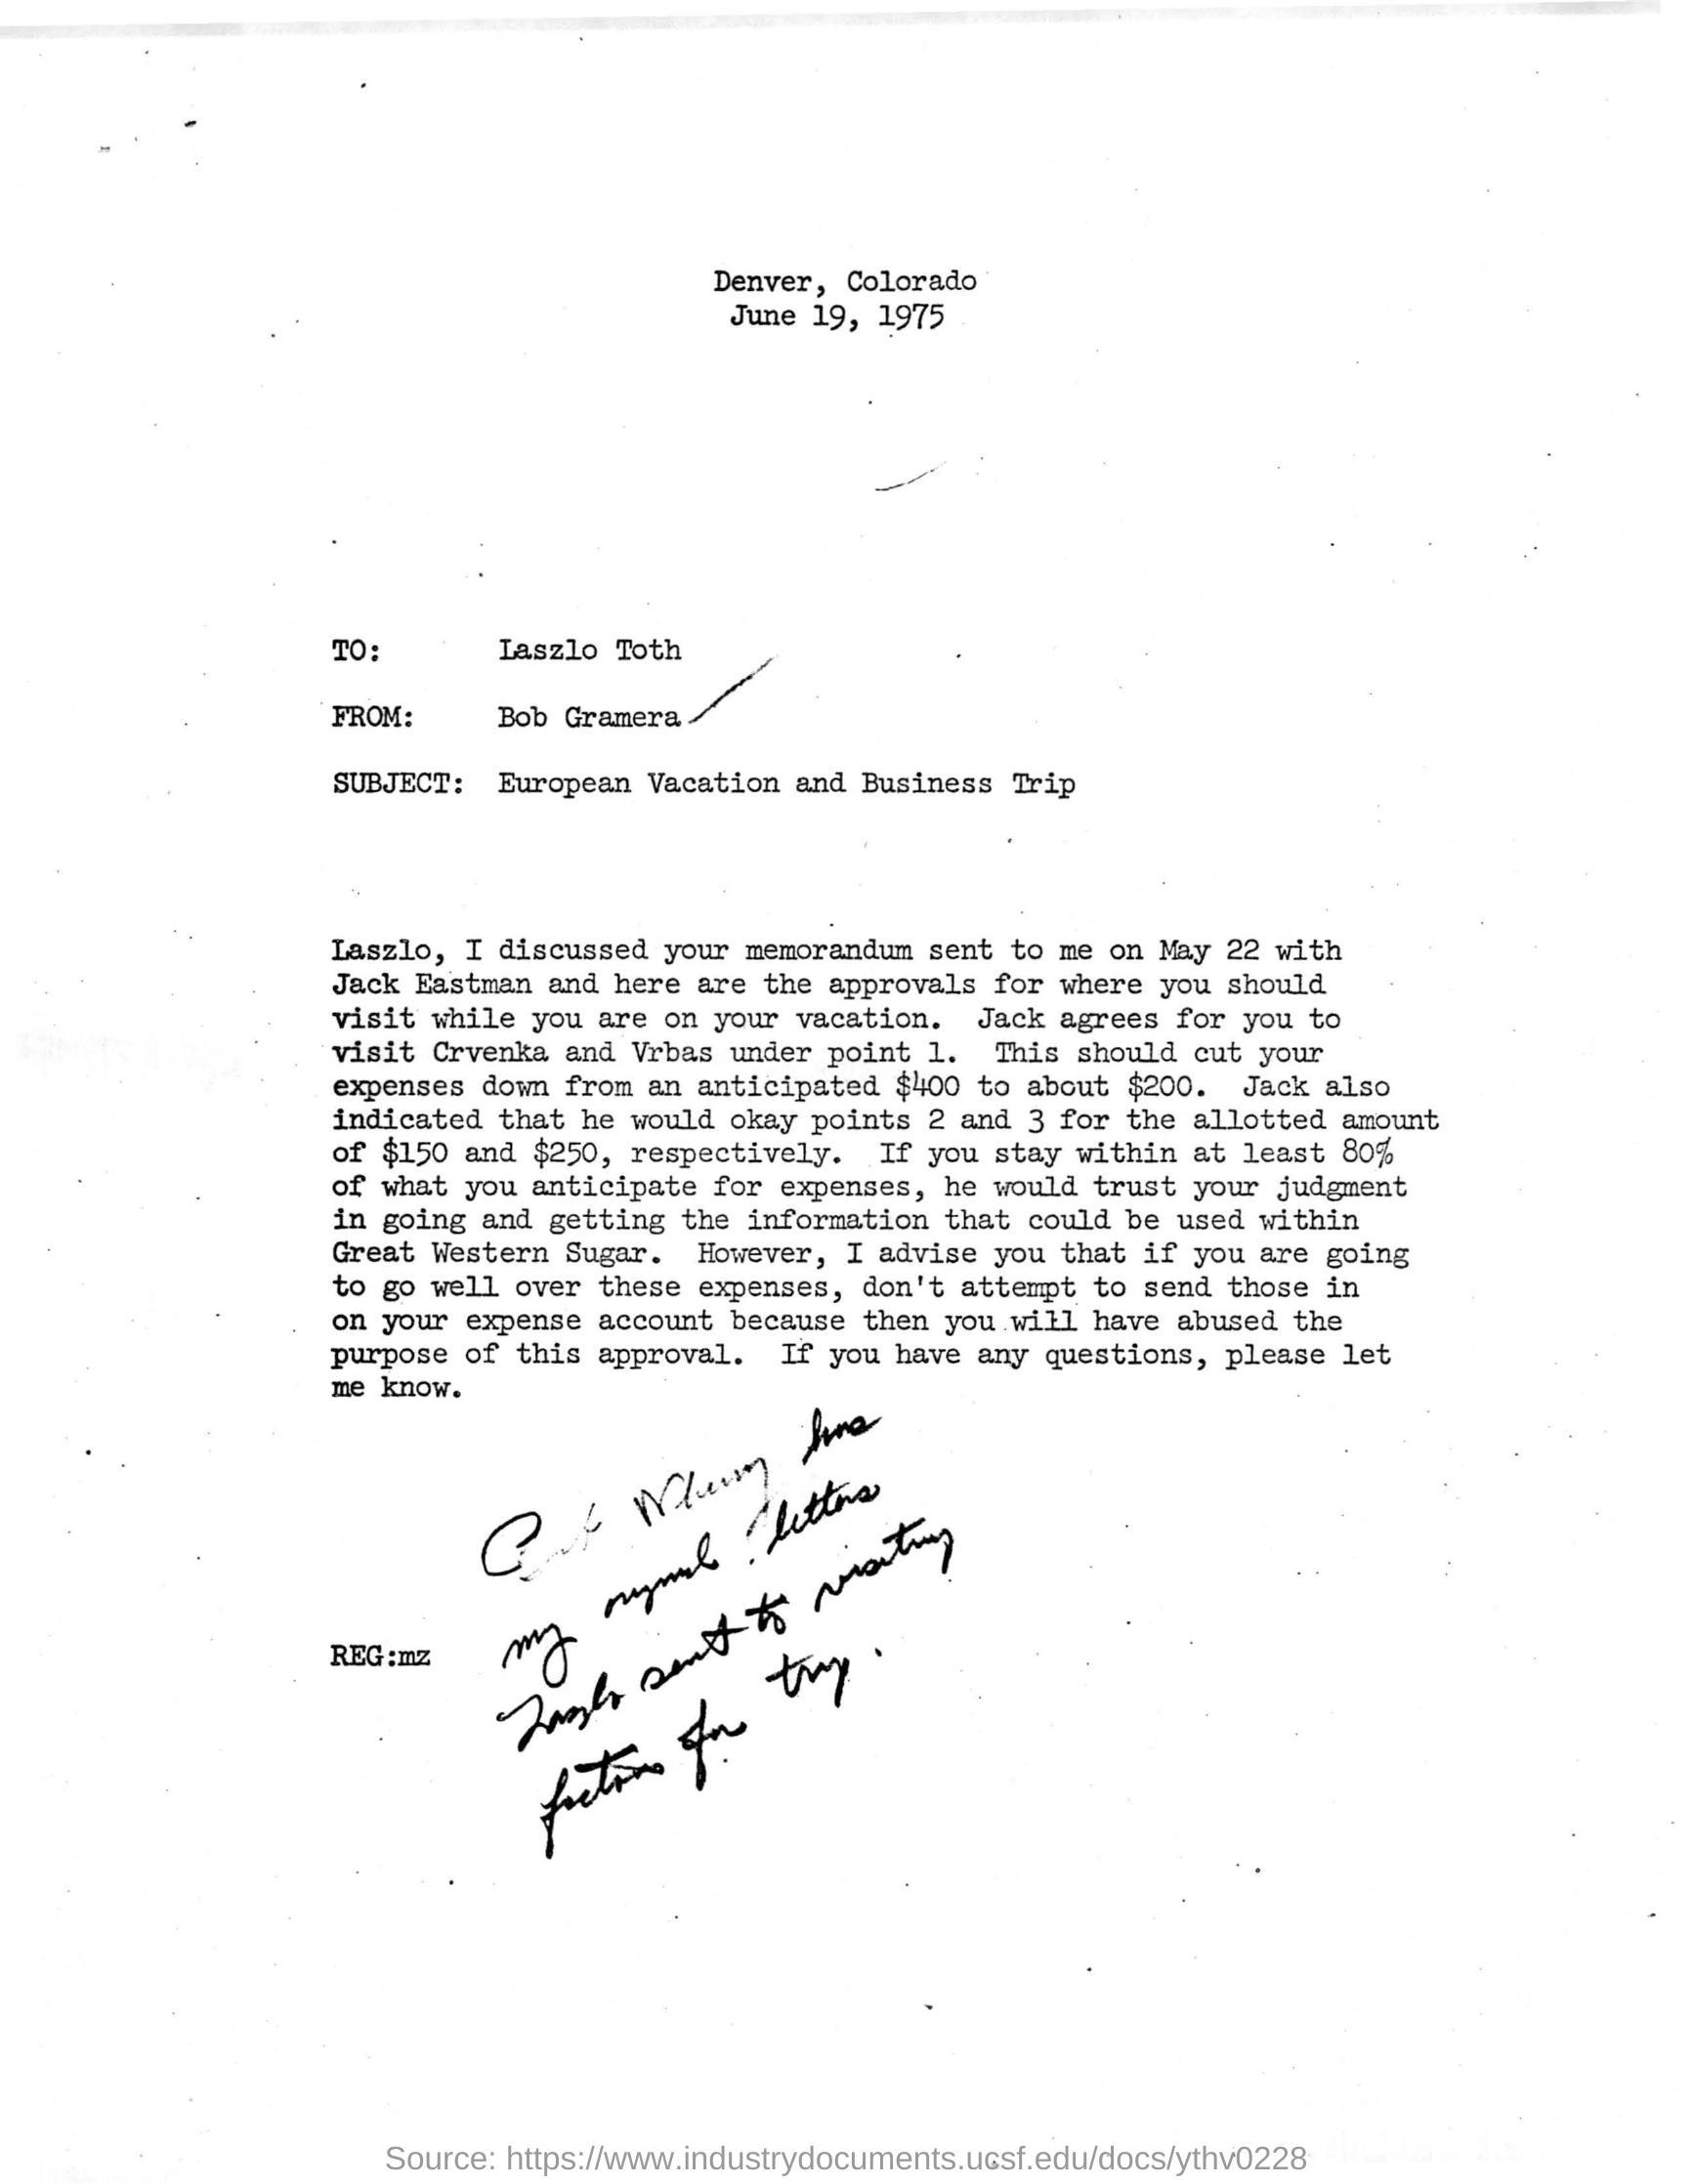 Denver, Colorado
June 19, 1975
TO: Laszlo Toth
FROM: Bob Gramera
SUBJECT: European Vacation and Business Trip
Laszlo, I discussed your memorandum sent to me on May 22 with
Jack Eastman and here are the approvals for where you should
visit while you are on your vacation. Jack agrees for you to
visit Crvenka and Vrbas under point 1. This should cut your
expenses down from an anticipated $400 to about $200. Jack also
indicated that he would okay points 2 and 3 for the allotted amount
of $150 and $250, respectively. If you stay within at least 80%
of what you anticipate for expenses, he would trust your judgment
in going and getting the information that could be used within
Great Western Sugar. However, I advise you that if you are going
to go well over these expenses, don't attempt to send those in
on your expense account because then you will have abused the
purpose of this approval. If you have any questions, please let
me know.
has
my original letters
Laszlo sent to visiting
for trip.
REG:mz
Source: https://www.industrydocuments.ucsf.edu/docs/ythv0228